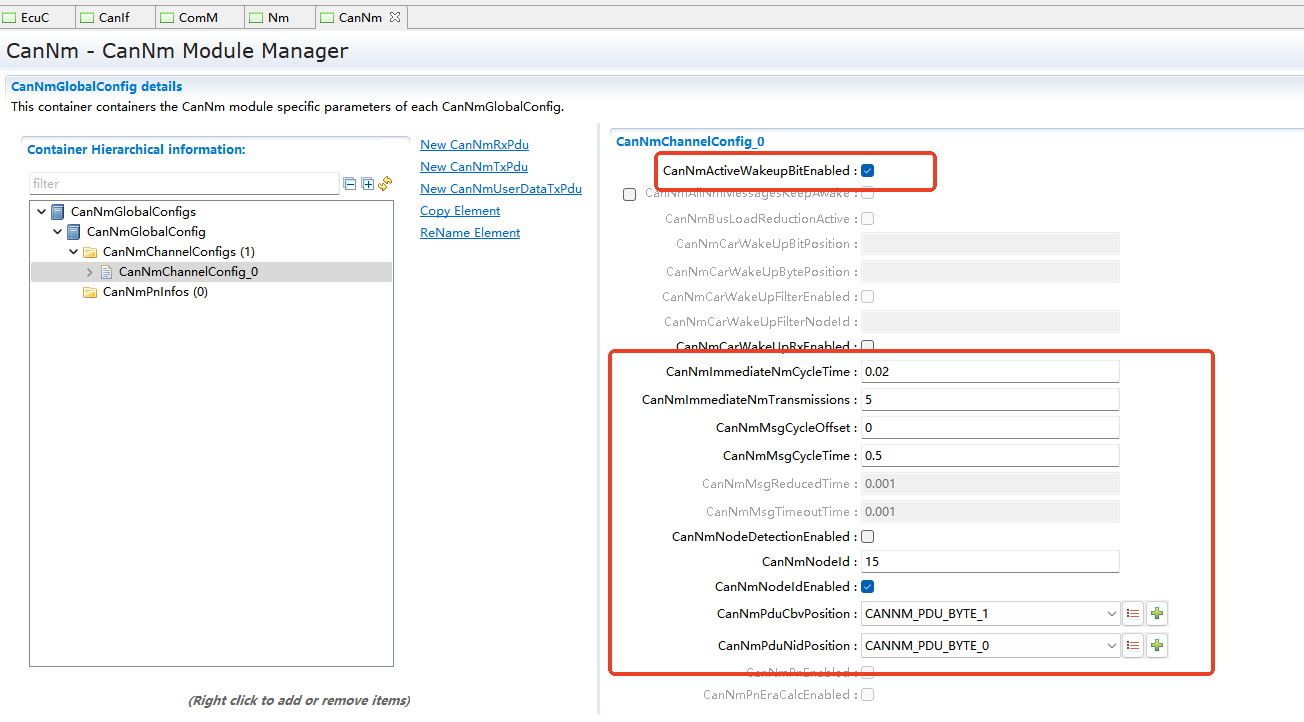 EcuC CanIf ComM Nm CanNm
CanNm - CanNm Module Manager
CanNmGlobalConfig details
This container containers the CanNm module specific parameters of each CanNmGlobalConfig.
Container Hierarchical information:
filter
CanNmGlobalConfigs
CanNmGlobalConfig
CanNmChannelConfigs (1)
CanNmChannelConfig_0
CanNmPnInfos (0)
(Right click to add or remove items)
New CanNmRxPdu
New CanNmTxPdu
New CanNmUserDataTxPdu
Copy Element
ReName Element
CanNmChannelConfig_0
CanNmActiveWakeupBitEnabled :
CanNmAllNmMessagesKeepAwake :
CanNmBusLoadReductionActive :
CanNmCarWakeUpBitPosition :
CanNmCarWakeUpBytePosition :
CanNmCarWakeUpFilterEnabled :
CanNmCarWakeUpFilterNodeId :
CanNmCarWakeUpRxEnabled :
CanNmImmediateNmCycleTime : 0.02
CanNmImmediateNmTransmissions : 5
CanNmMsgCycleOffset : 0
CanNmMsgCycleTime : 0.5
CanNmMsgReducedTime : 0.001
CanNmMsgTimeoutTime : 0.001
CanNmNodeDetectionEnabled :
CanNmNodeId : 15
CanNmNodeIdEnabled :
CanNmPduCbvPosition : CANNM_PDU_BYTE_1
CanNmPduNidPosition : CANNM_PDU_BYTE_0
CanNmPnEnabled :
CanNmPnEraCalcEnabled :